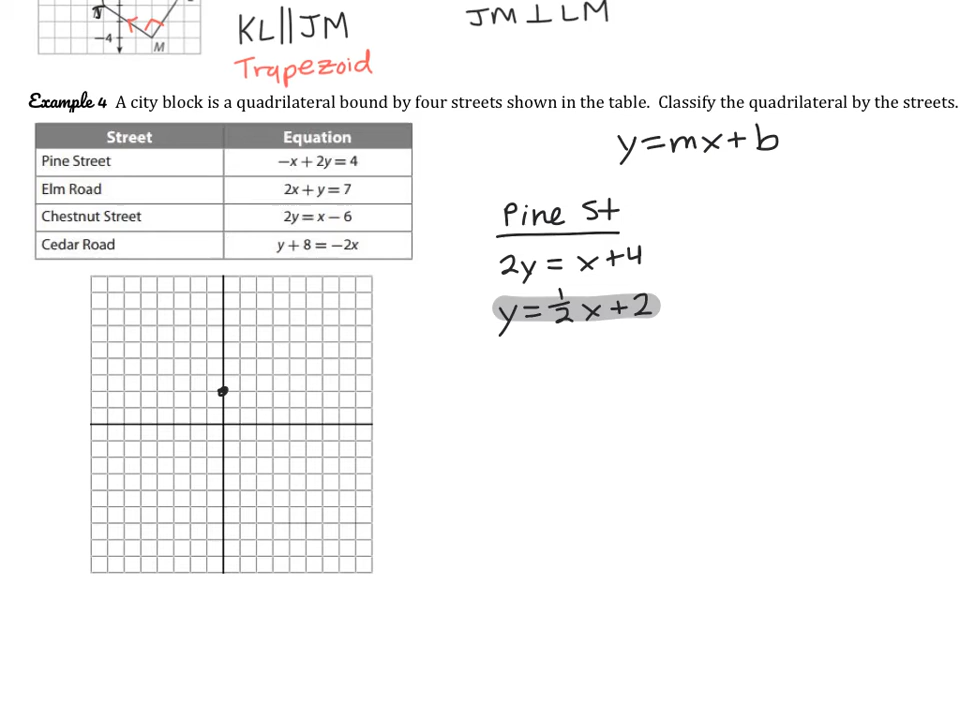 J
-4
M
KL||JM
JM⊥LM
Trapezoid
Example 4 A city block is a quadrilateral bound by four streets shown in the table. Classify the quadrilateral by the streets.
Street Equation
Pine Street −x + 2y = 4
Elm Road 2x + y = 7
Chestnut Street 2y = x − 6
Cedar Road y + 8 = −2x
y=mx+b
Pine St
2y = x+4
y=½x+2